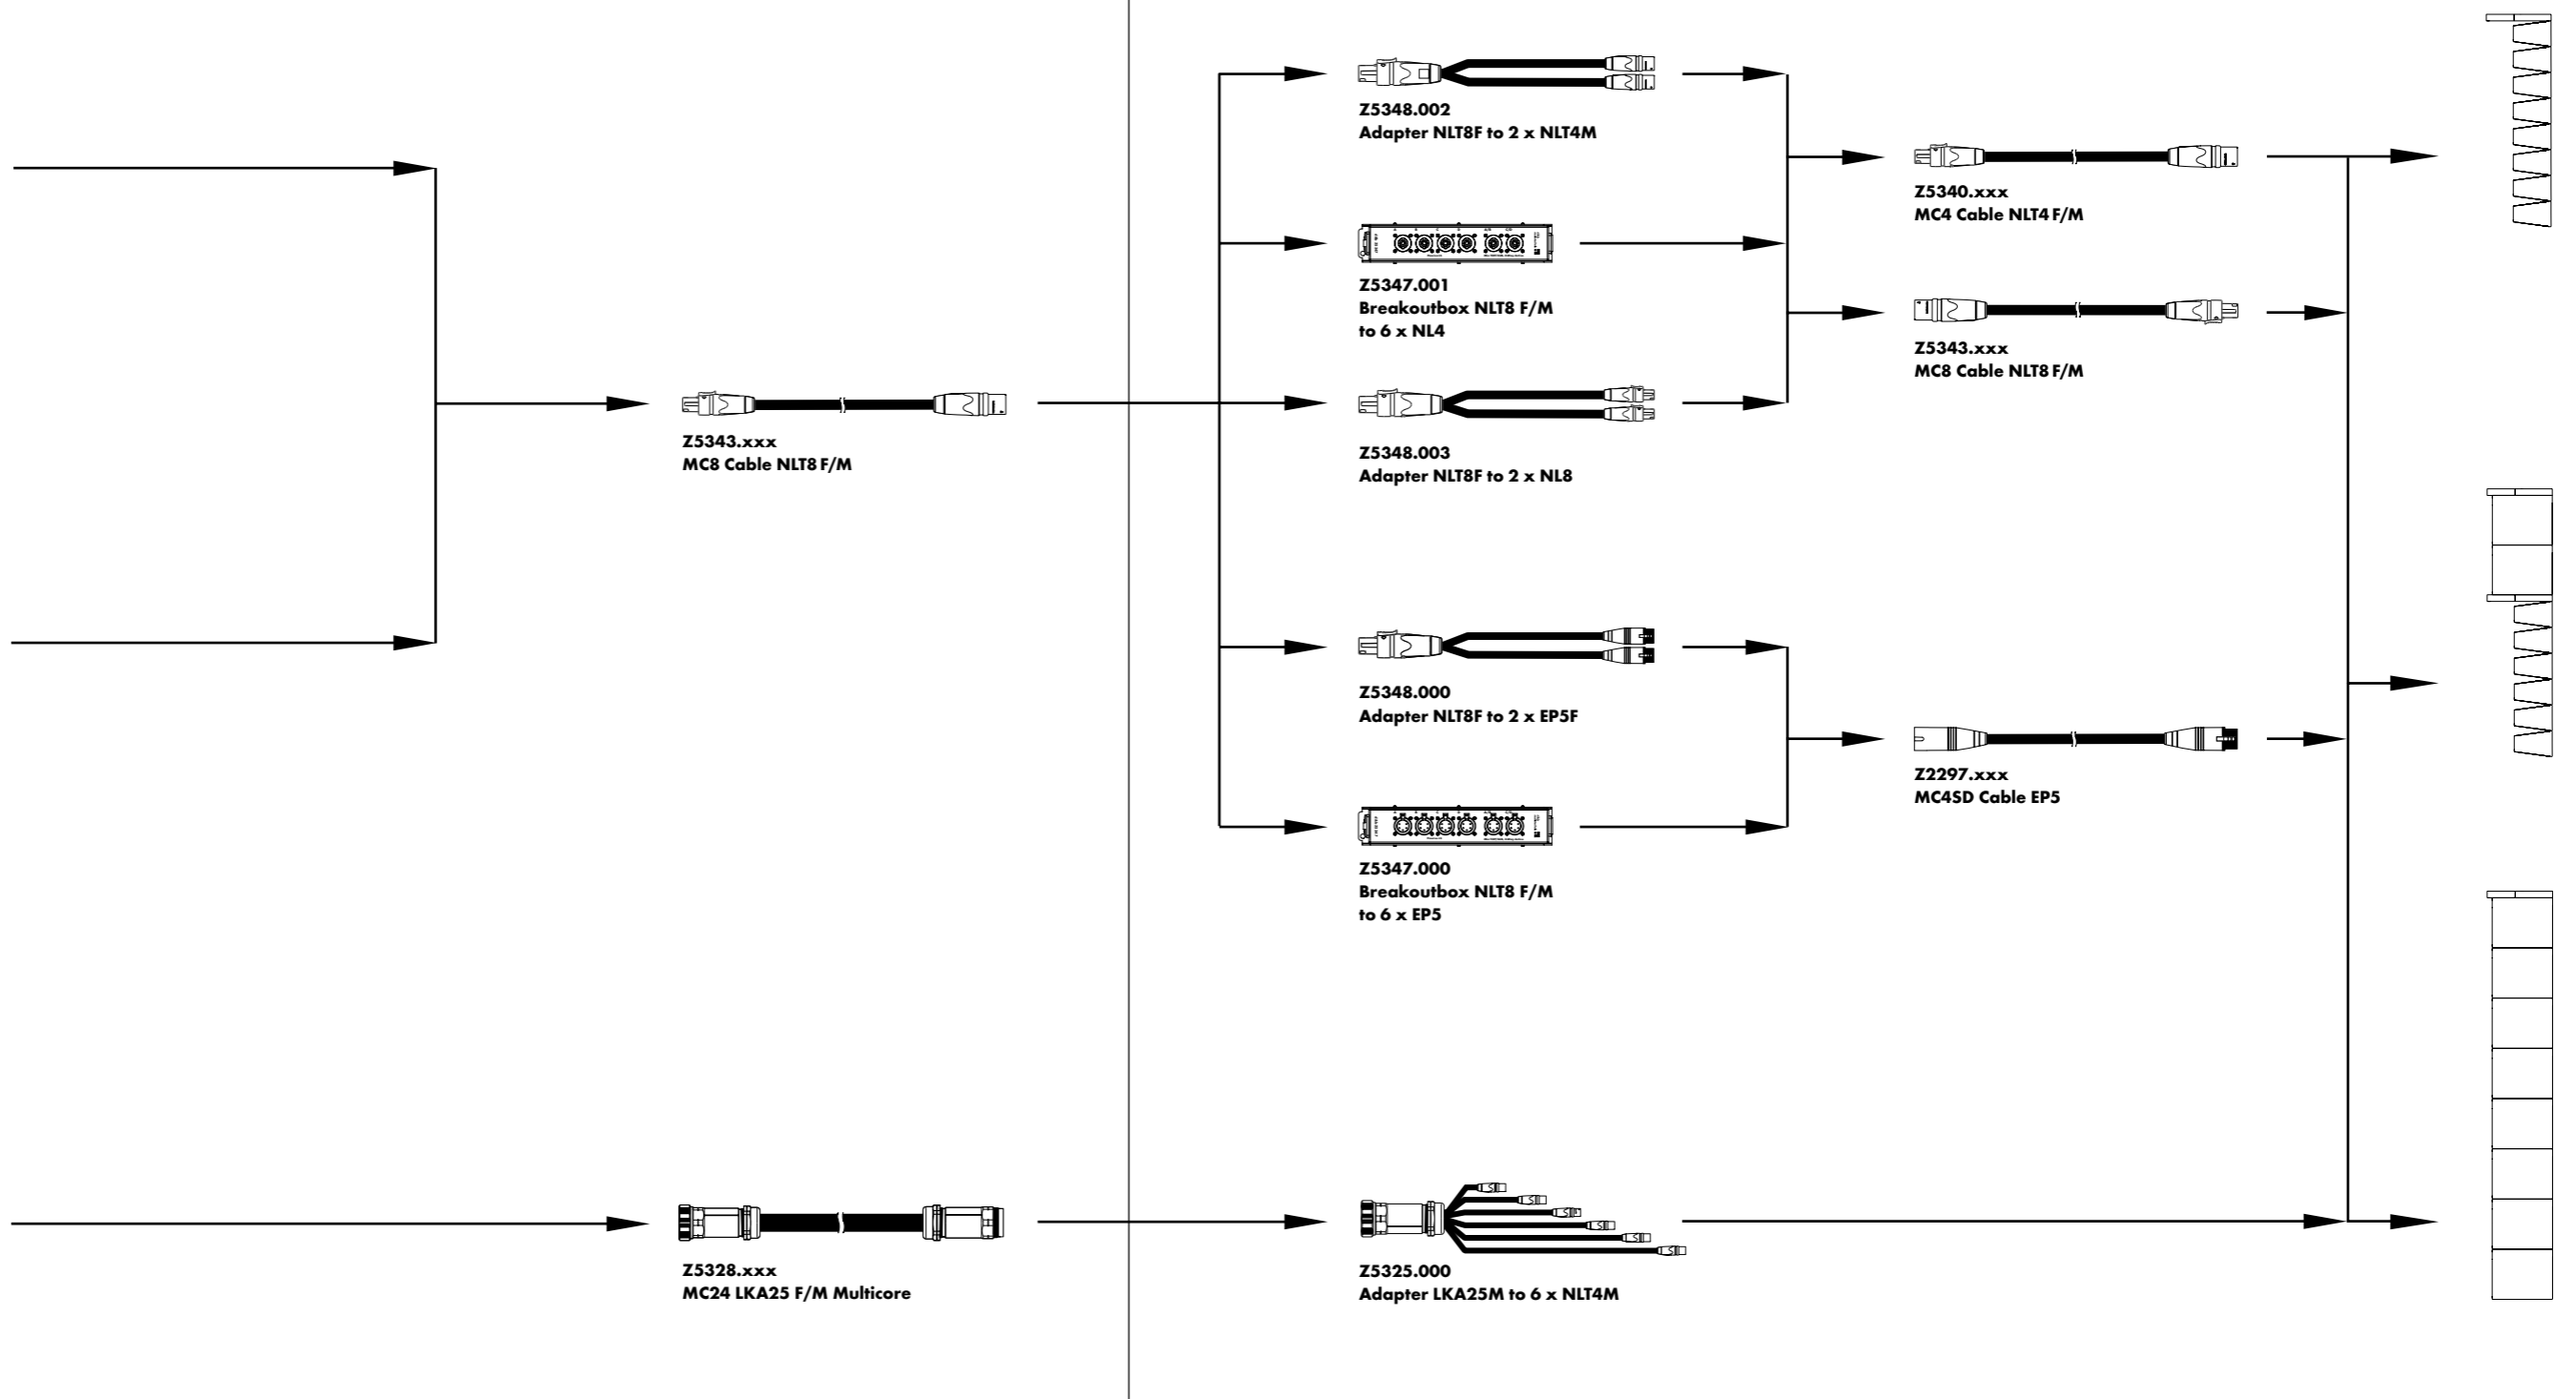 Z5348.002
Adapter NLT8F to 2 x NLT4M
Z5340.xxx
MC4 Cable NLT4 F/M
Z5347.001
Breakoutbox NLT8 F/M
to 6 x NL4
Z5343.xxx
MC8 Cable NLT8 F/M
Z5343.xxx
MC8 Cable NLT8 F/M
Z5348.003
Adapter NLT8F to 2 x NL8
Z5348.000
Adapter NLT8F to 2 x EP5F
Z2297.xxx
MC4SD Cable EP5
Z5347.000
Breakoutbox NLT8 F/M
to 6 x EP5
Z5328.xxx
MC24 LKA25 F/M Multicore
Z5325.000
Adapter LKA25M to 6 x NLT4M